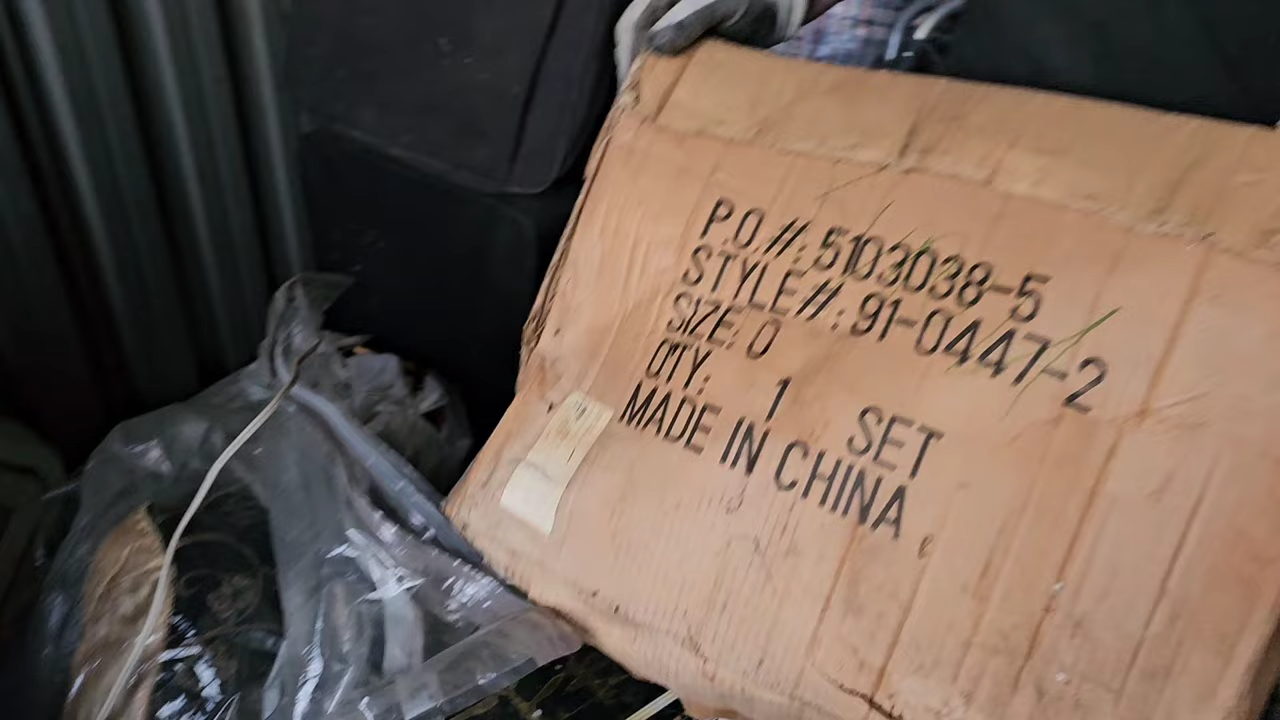 P.O.#: 5103038-5
STYLE#: 91-0447-2
SIZE: 0
QTY: 1 SET
MADE IN CHINA